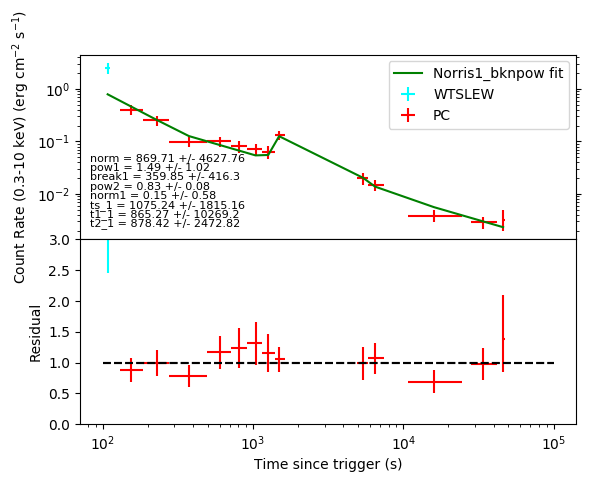 Norris1_bknpow fit
WTSLEW
PC
norm = 869.71 +/- 4627.76
pow1 = 1.49 +/- 1.02
break1 = 359.85 +/- 416.3
pow2 = 0.83 +/- 0.08
norm1 = 0.15 +/- 0.58
ts_1 = 1075.24 +/- 1815.16
t1_1 = 865.27 +/- 10269.2
t2_1 = 878.42 +/- 2472.82
Count Rate (0.3-10 keV) (erg cm⁻² s⁻¹)
10⁰
10⁻¹
10⁻²
Residual
3.0
2.5
2.0
1.5
1.0
0.5
0.0
10² 10³ 10⁴ 10⁵
Time since trigger (s)